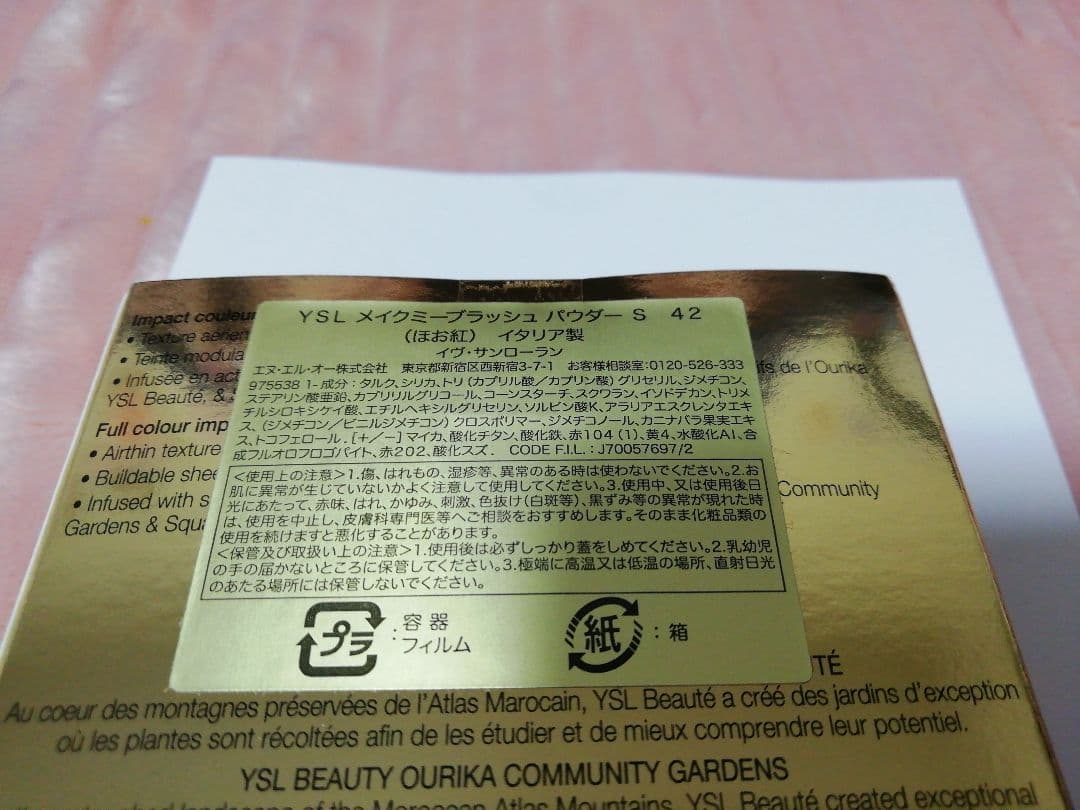 YSL メイクミーブラッシュ パウダー S 42
(ほお紅) イタリア製
イヴ・サンローラン
エヌ・エル・オー株式会社 東京都新宿区西新宿3-7-1 お客様相談室:0120-526-333
975538 1-成分：タルク、シリカ、トリ(カプリル酸／カプリン酸)グリセリル、ジメチコン、
ステアリン酸亜鉛、カプリリルグリコール、コーンスターチ、スクワラン、イソドデカン、トリメ
チルシロキシケイ酸、エチルヘキシルグリセリン、ソルビン酸K、アラリアエスクレンタエキ
ス、(ジメチコン／ビニルジメチコン)クロスポリマー、ジメチコノール、カニナバラ果実エキ
ス、トコフェロール．[+／−]マイカ、酸化チタン、酸化鉄、赤104(1)、黄4、水酸化Al、合
成フルオロフロゴパイト、赤202、酸化スズ. CODE F.I.L.：J70057697/2
<使用上の注意>1.傷、はれもの、湿疹等、異常のある時は使わないでください。2.お
肌に異常が生じていないかよく注意して使用してください。3.使用中、又は使用後日
光にあたって、赤味、はれ、かゆみ、刺激、色抜け(白斑等)、黒ずみ等の異常が現れた時
は、使用を中止し、皮膚科専門医等へご相談をおすすめします。そのまま化粧品類の
使用を続けますと悪化することがあります。
<保管及び取扱い上の注意>1.使用後は必ずしっかり蓋をしめてください。2.乳幼児
の手の届かないところに保管してください。3.極端に高温又は低温の場所、直射日光
のあたる場所には保管しないでください。
プラ：容器
フィルム
紙：箱
Impact couleur
• Texture aérien
• Teinte modula
• Infusée en act
ifs de l'Ourika
YSL Beauté, &
Full colour imp
• Airthin texture
• Buildable shee
• Infused with s
Community
Gardens & Squa
UTÉ
Au coeur des montagnes préservées de l'Atlas Marocain, YSL Beauté a créé des jardins d'exception
où les plantes sont récoltées afin de les étudier et de mieux comprendre leur potentiel.
YSL BEAUTY OURIKA COMMUNITY GARDENS
landscape of the Moroccan Atlas Mountains, YSL Beauté created exceptional